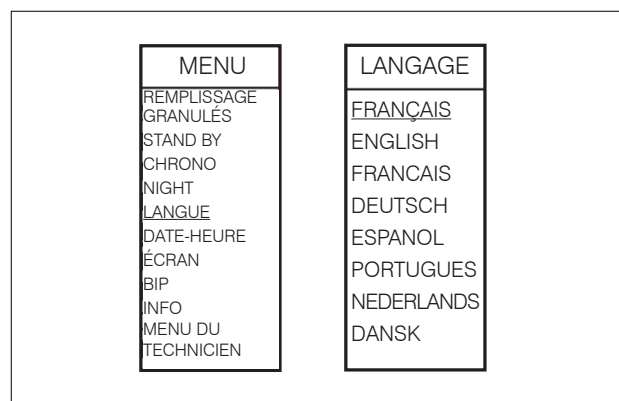 MENU
REMPLISSAGE
GRANULÉS
STAND BY
CHRONO
NIGHT
LANGUE
DATE-HEURE
ÉCRAN
BIP
INFO
MENU DU
TECHNICIEN
LANGAGE
FRANÇAIS
ENGLISH
FRANCAIS
DEUTSCH
ESPANOL
PORTUGUES
NEDERLANDS
DANSK